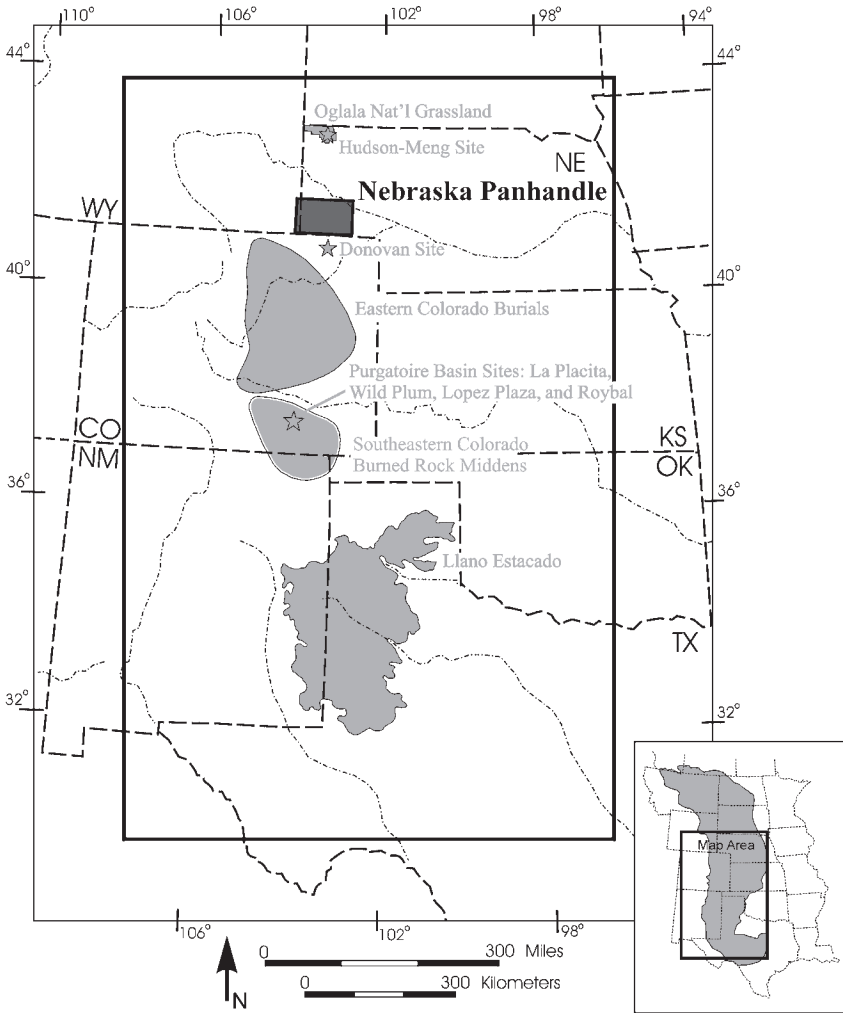 110° 106° 102° 98° 94°
44° 44°
Oglala Nat'l Grassland
Hudson-Meng Site
NE
Nebraska Panhandle
WY
Donovan Site
40° 40°
Eastern Colorado Burials
Purgatoire Basin Sites: La Placita,
Wild Plum, Lopez Plaza, and Roybal
CO KS
NM OK
Southeastern Colorado
Burned Rock Middens
36° 36°
Llano Estacado
TX
32° 32°
Map Area
106° 102° 98°
0 300 Miles
0 300 Kilometers
N